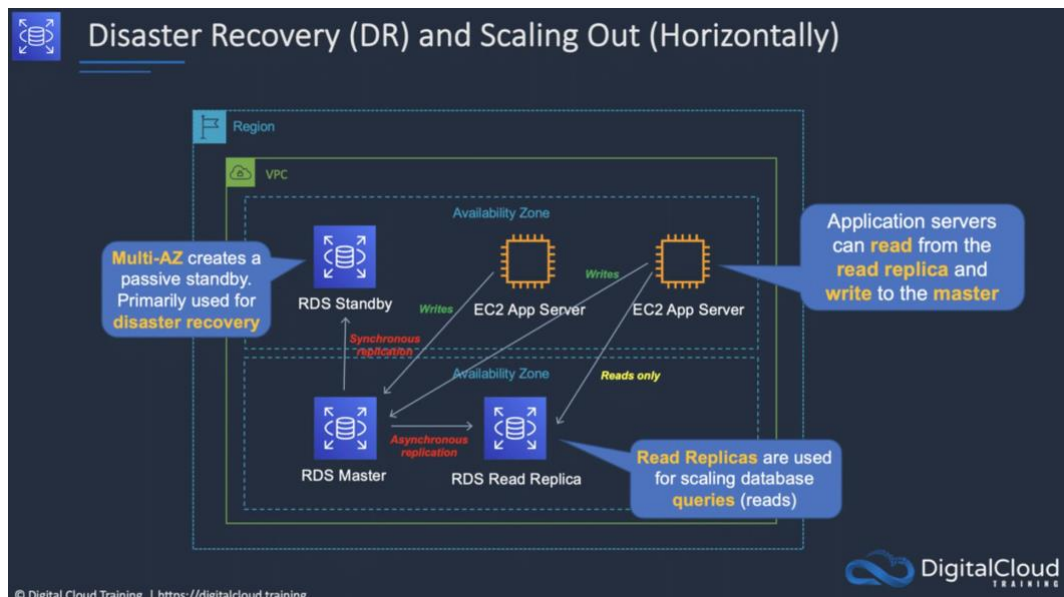 Disaster Recovery (DR) and Scaling Out (Horizontally)
Region
VPC
Availability Zone
Multi-AZ creates a
passive standby.
Primarily used for
disaster recovery
RDS Standby
EC2 App Server
EC2 App Server
Application servers
can read from the
read replica and
write to the master
Writes
Writes
Synchronous
replication
Availability Zone
Reads only
Asynchronous
replication
RDS Master
RDS Read Replica
Read Replicas are used
for scaling database
queries (reads)
DigitalCloud
TRAINING
© Digital Cloud Training | https://digitalcloud.training